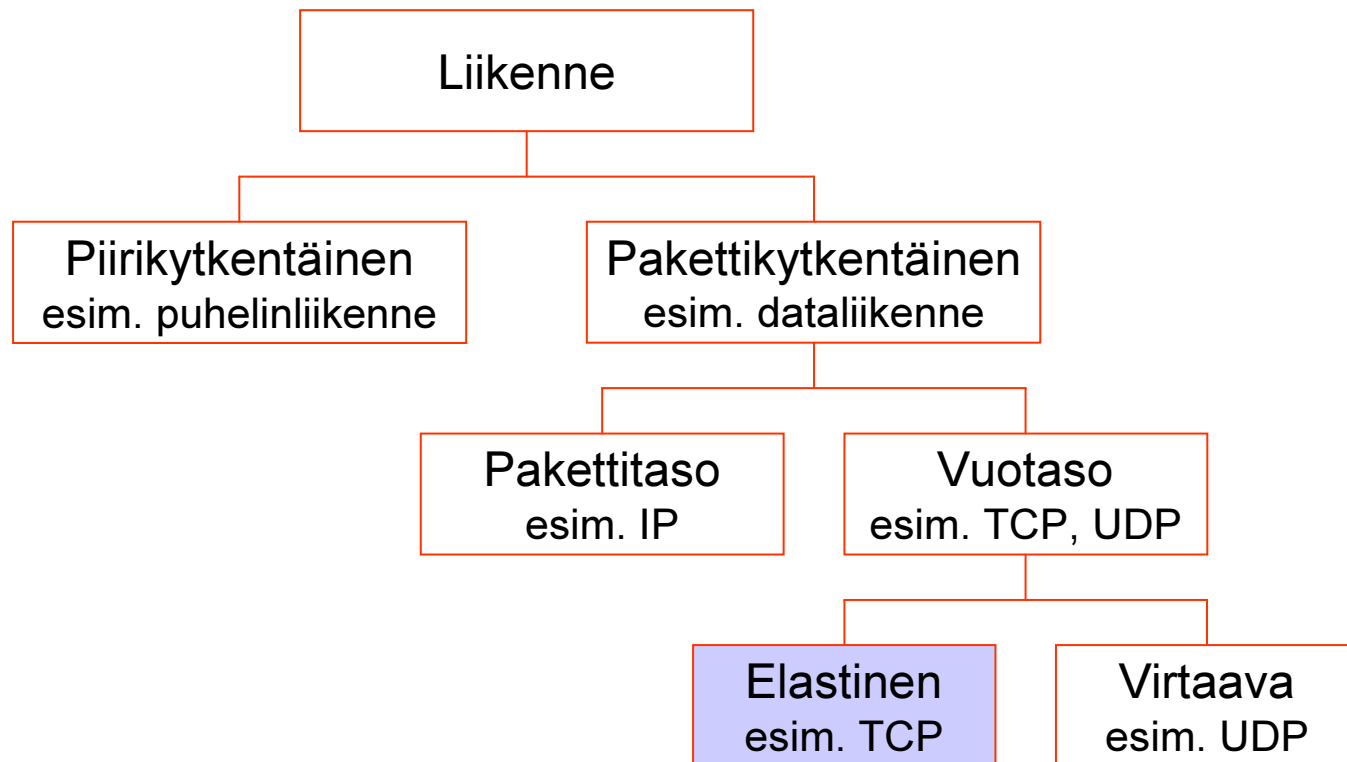 Liikenne
Piirikytkentäinen
esim. puhelinliikenne
Pakettikytkentäinen
esim. dataliikenne
Pakettitaso
esim. IP
Vuotaso
esim. TCP, UDP
Elastinen
esim. TCP
Virtaava
esim. UDP